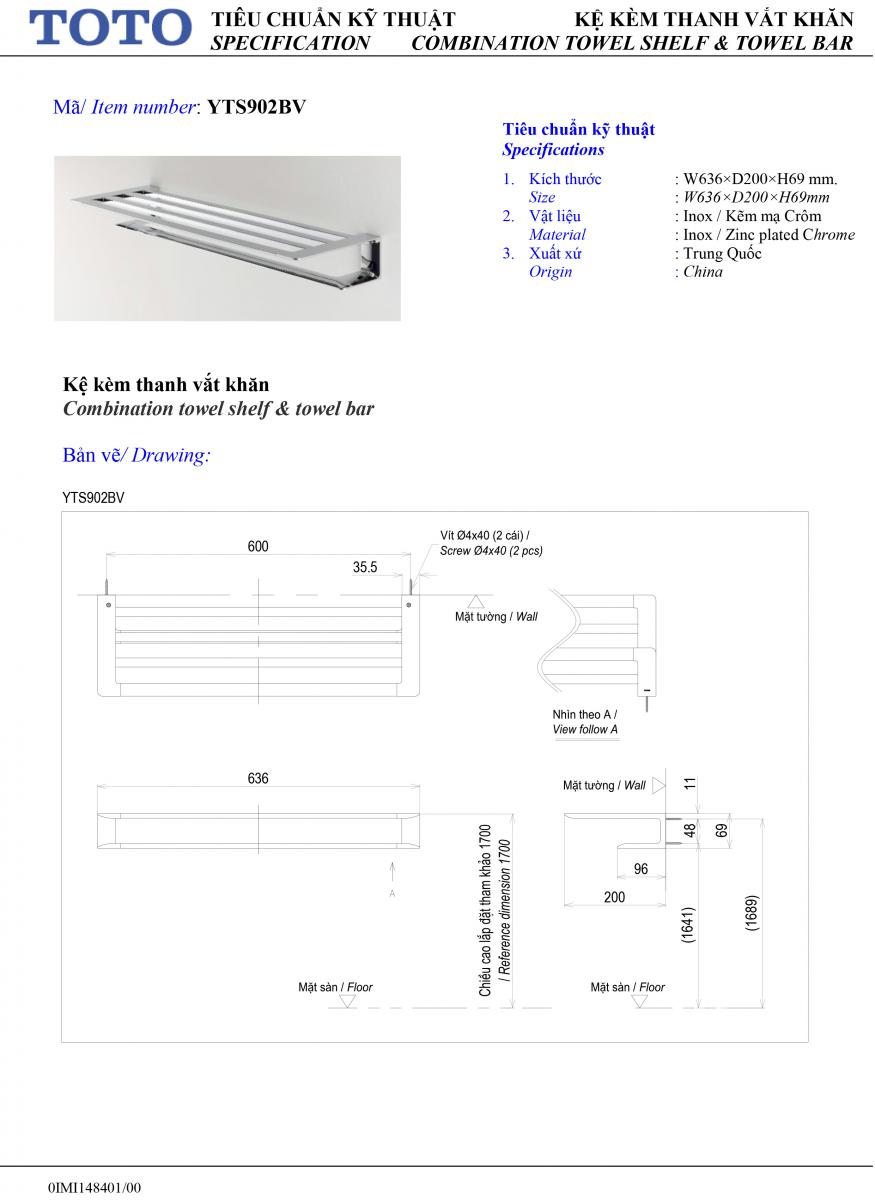 TOTO
TIÊU CHUẨN KỸ THUẬT
KỆ KÈM THANH VẮT KHĂN
SPECIFICATION
COMBINATION TOWEL SHELF & TOWEL BAR
Mã/ Item number: YTS902BV
Tiêu chuẩn kỹ thuật
Specifications
1. Kích thước : W636×D200×H69 mm.
Size : W636×D200×H69mm
2. Vật liệu : Inox / Kẽm mạ Crôm
Material : Inox / Zinc plated Chrome
3. Xuất xứ : Trung Quốc
Origin : China
Kệ kèm thanh vắt khăn
Combination towel shelf & towel bar
Bản vẽ/ Drawing:
YTS902BV
600
35.5
Vít Ø4x40 (2 cái) /
Screw Ø4x40 (2 pcs)
Mặt tường / Wall
Nhìn theo A /
View follow A
636
A
Chiều cao lắp đặt tham khảo 1700
/ Reference dimension 1700
Mặt sàn / Floor
Mặt tường / Wall
11
48
69
96
200
(1641)
(1689)
Mặt sàn / Floor
0IMI148401/00